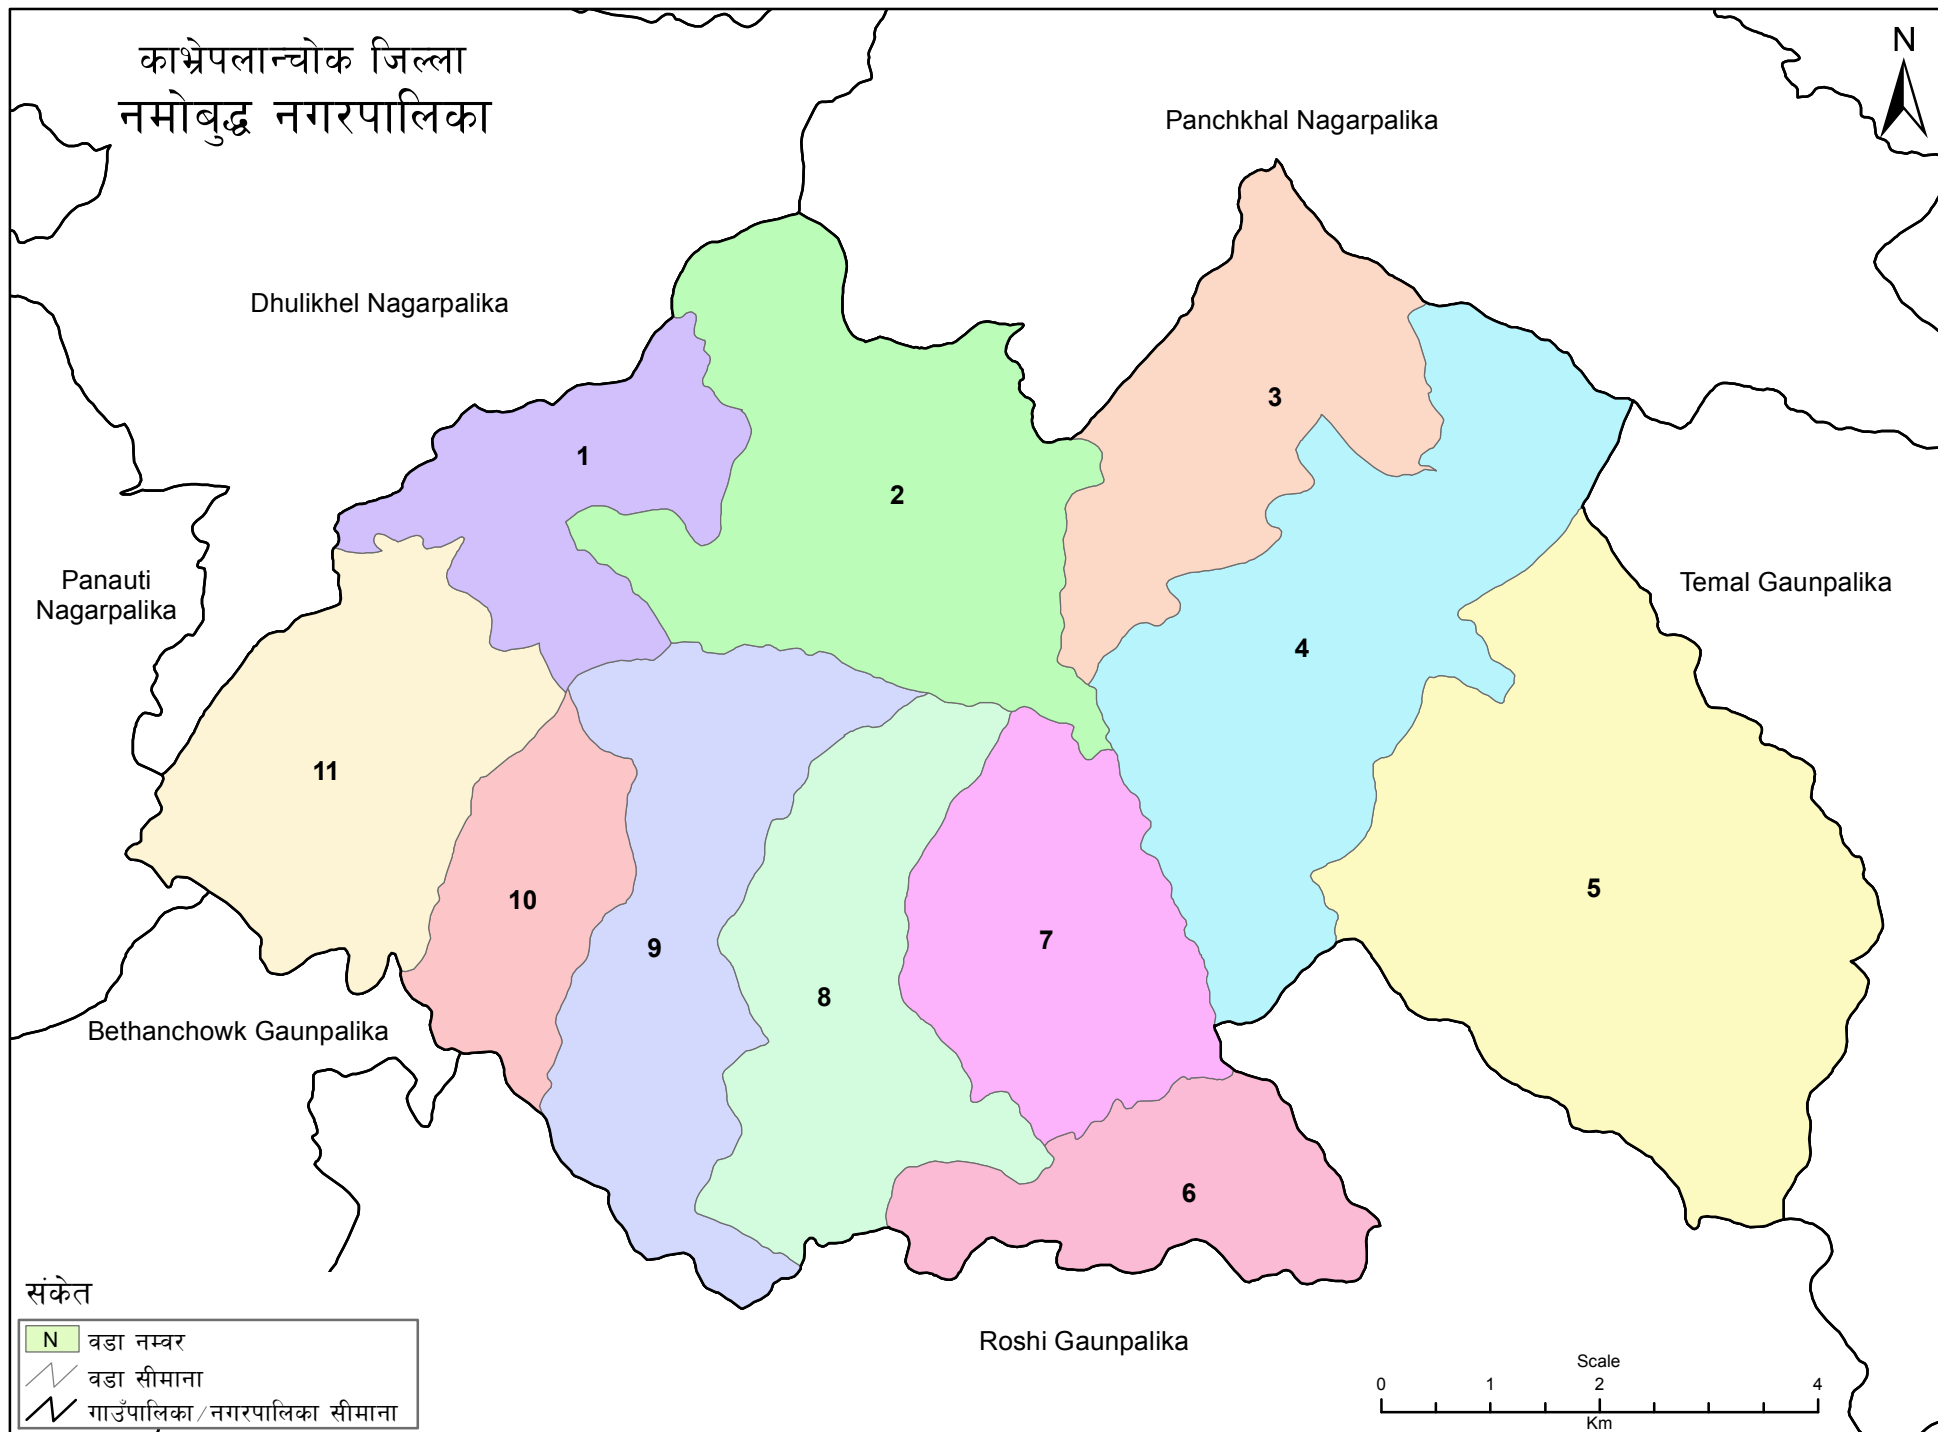 काभ्रेपलान्चोक जिल्ला
नमोबुद्ध नगरपालिका
N
Panchkhal Nagarpalika
Dhulikhel Nagarpalika
3
1
2
Panauti
Nagarpalika
Temal Gaunpalika
4
11
5
10
7
9
8
Bethanchowk Gaunpalika
6
Roshi Gaunpalika
संकेत
N वडा नम्वर
वडा सीमाना
गाउँपालिका/नगरपालिका सीमाना
Scale
0 1 2 4
Km